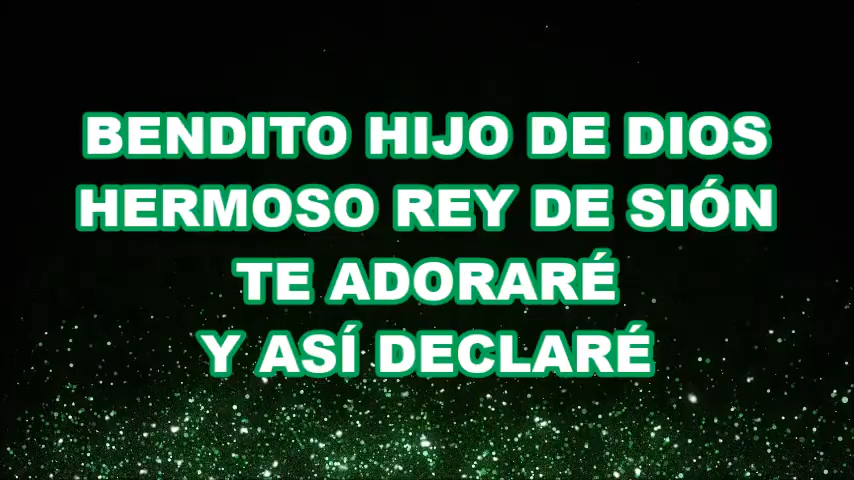 BENDITO HIJO DE DIOS
HERMOSO REY DE SIÓN
TE ADORARÉ
Y ASÍ DECLARÉ